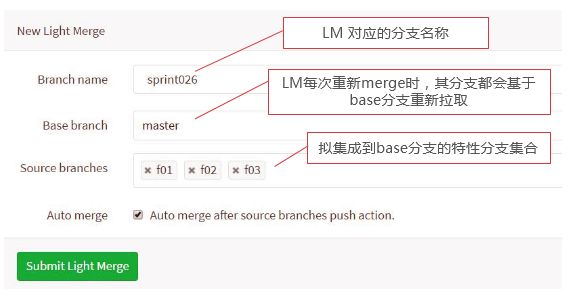 New Light Merge
LM 对应的分支名称
Branch name
sprint026
LM每次重新merge时，其分支都会基于
base分支重新拉取
Base branch
master
拟集成到base分支的特性分支集合
Source branches
× f01 × f02 × f03
Auto merge
Auto merge after source branches push action.
Submit Light Merge